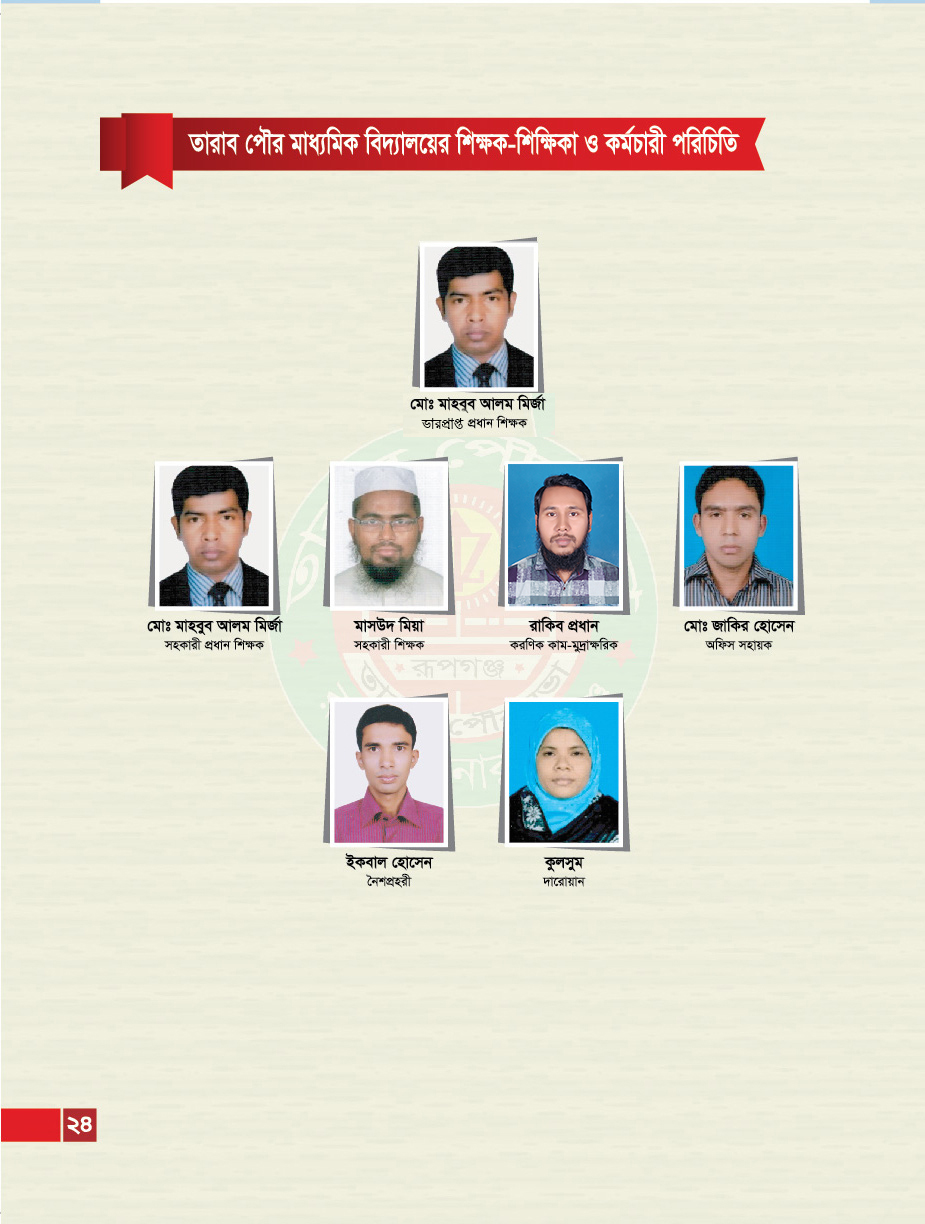 তারাব পৌর মাধ্যমিক বিদ্যালয়ের শিক্ষক-শিক্ষিকা ও কর্মচারী পরিচিতি
মোঃ মাহবুব আলম মির্জা
ভারপ্রাপ্ত প্রধান শিক্ষক
মোঃ মাহবুব আলম মির্জা
সহকারী প্রধান শিক্ষক
মাসউদ মিয়া
সহকারী শিক্ষক
রাকিব প্রধান
করণিক কাম-মুদ্রাক্ষরিক
মোঃ জাকির হোসেন
অফিস সহায়ক
রূপগঞ্জ
ইকবাল হোসেন
নৈশপ্রহরী
কুলসুম
দারোয়ান
২৪